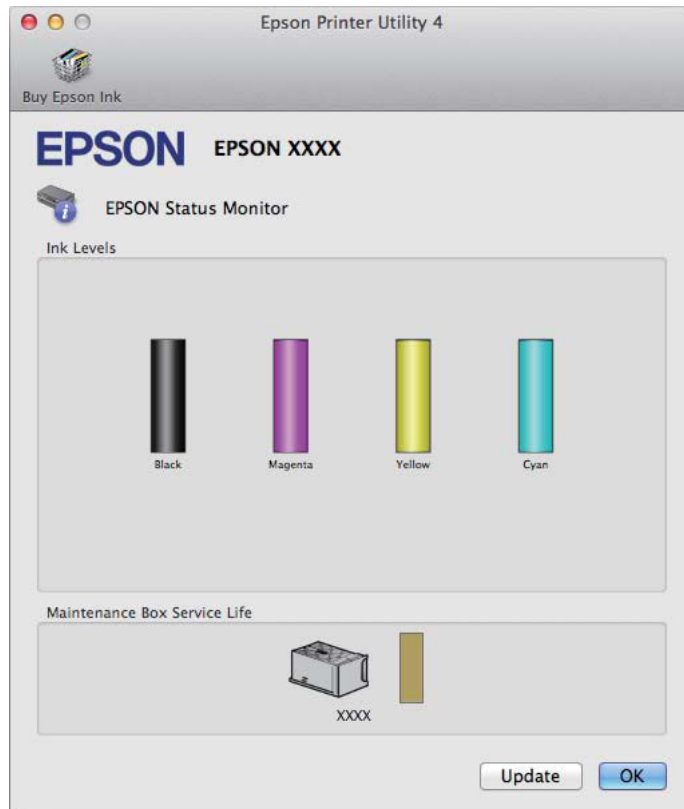 Epson Printer Utility 4
Buy Epson Ink
EPSON EPSON XXXX
EPSON Status Monitor
Ink Levels
Black Magenta Yellow Cyan
Maintenance Box Service Life
XXXX
Update OK